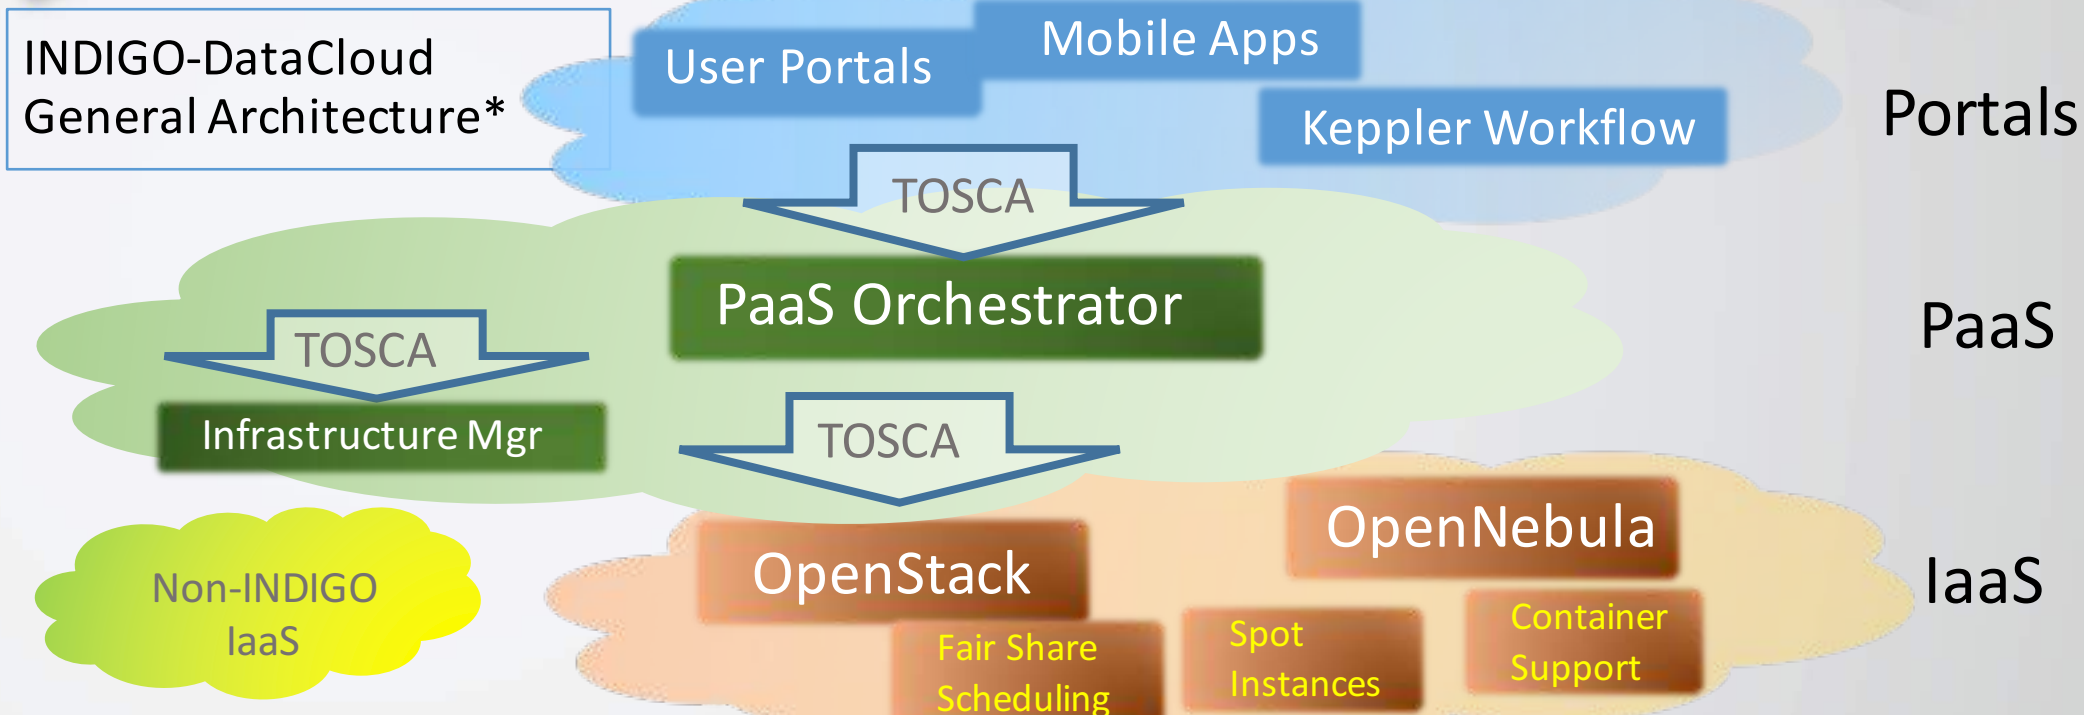 INDIGO-DataCloud
General Architecture*
User Portals
Mobile Apps
Keppler Workflow
Portals
TOSCA
PaaS Orchestrator
PaaS
TOSCA
Infrastructure Mgr
TOSCA
OpenStack
OpenNebula
IaaS
Non-INDIGO
IaaS
Fair Share
Scheduling
Spot
Instances
Container
Support